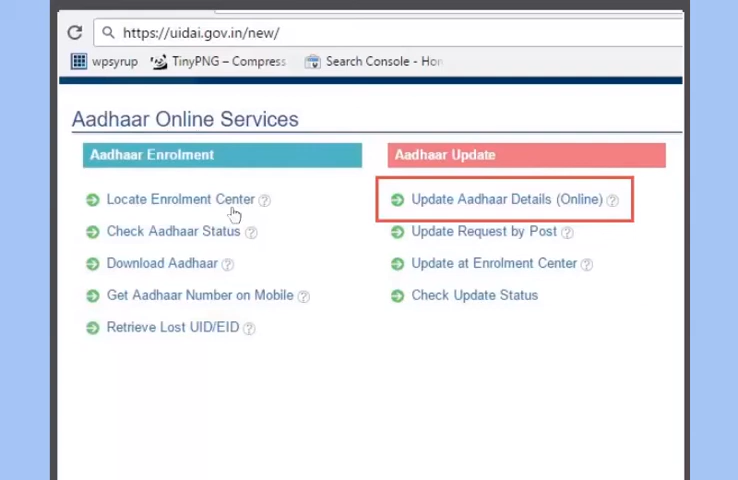 https://uidai.gov.in/new/
wpsyrup TinyPNG – Compress Search Console - Hon
Aadhaar Online Services
Aadhaar Enrolment
Locate Enrolment Center ?
Check Aadhaar Status ?
Download Aadhaar ?
Get Aadhaar Number on Mobile ?
Retrieve Lost UID/EID ?
Aadhaar Update
Update Aadhaar Details (Online) ?
Update Request by Post ?
Update at Enrolment Center ?
Check Update Status